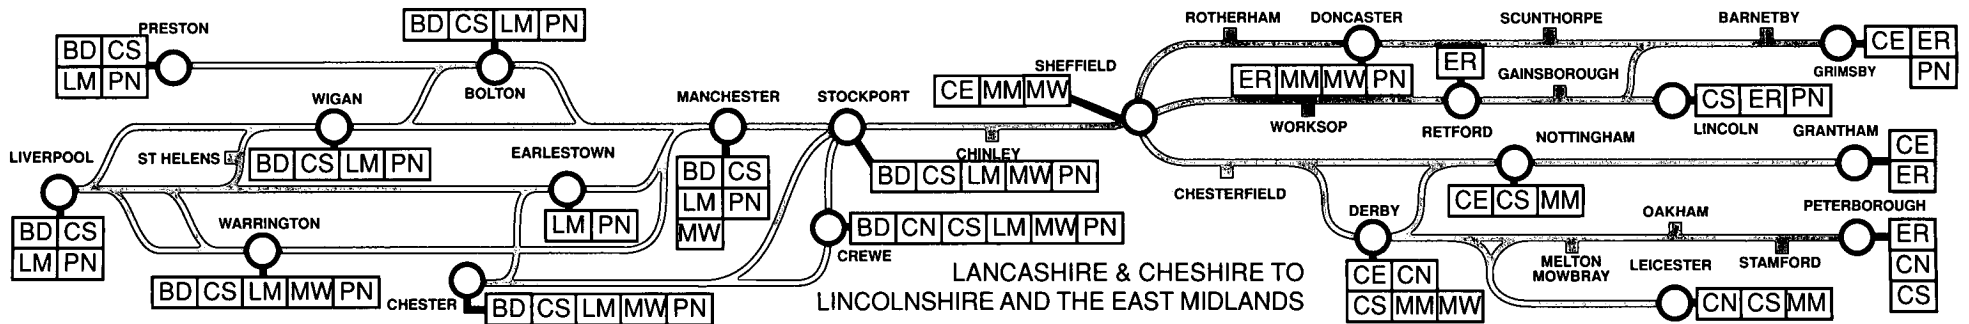 PRESTON
BD CS
LM PN
BD CS LM PN
BOLTON
WIGAN
BD CS LM PN
LIVERPOOL
BD CS
LM PN
ST HELENS
EARLESTOWN
LM PN
WARRINGTON
BD CS LM MW PN
CHESTER
BD CS LM MW PN
MANCHESTER
BD CS
LM PN
MW
STOCKPORT
BD CS LM MW PN
CREWE
BD CN CS LM MW PN
CHINLEY
SHEFFIELD
CE MM MW
ROTHERHAM
DONCASTER
ER MM MW PN
SCUNTHORPE
BARNETBY
GRIMSBY
CE ER
PN
WORKSOP
ER
RETFORD
GAINSBOROUGH
LINCOLN
CS ER PN
CHESTERFIELD
NOTTINGHAM
CE CS MM
GRANTHAM
CE
ER
DERBY
CE CN
CS MM MW
MELTON
MOWBRAY
OAKHAM
STAMFORD
PETERBOROUGH
ER
CN
CS
LEICESTER
CN CS MM
LANCASHIRE & CHESHIRE TO
LINCOLNSHIRE AND THE EAST MIDLANDS